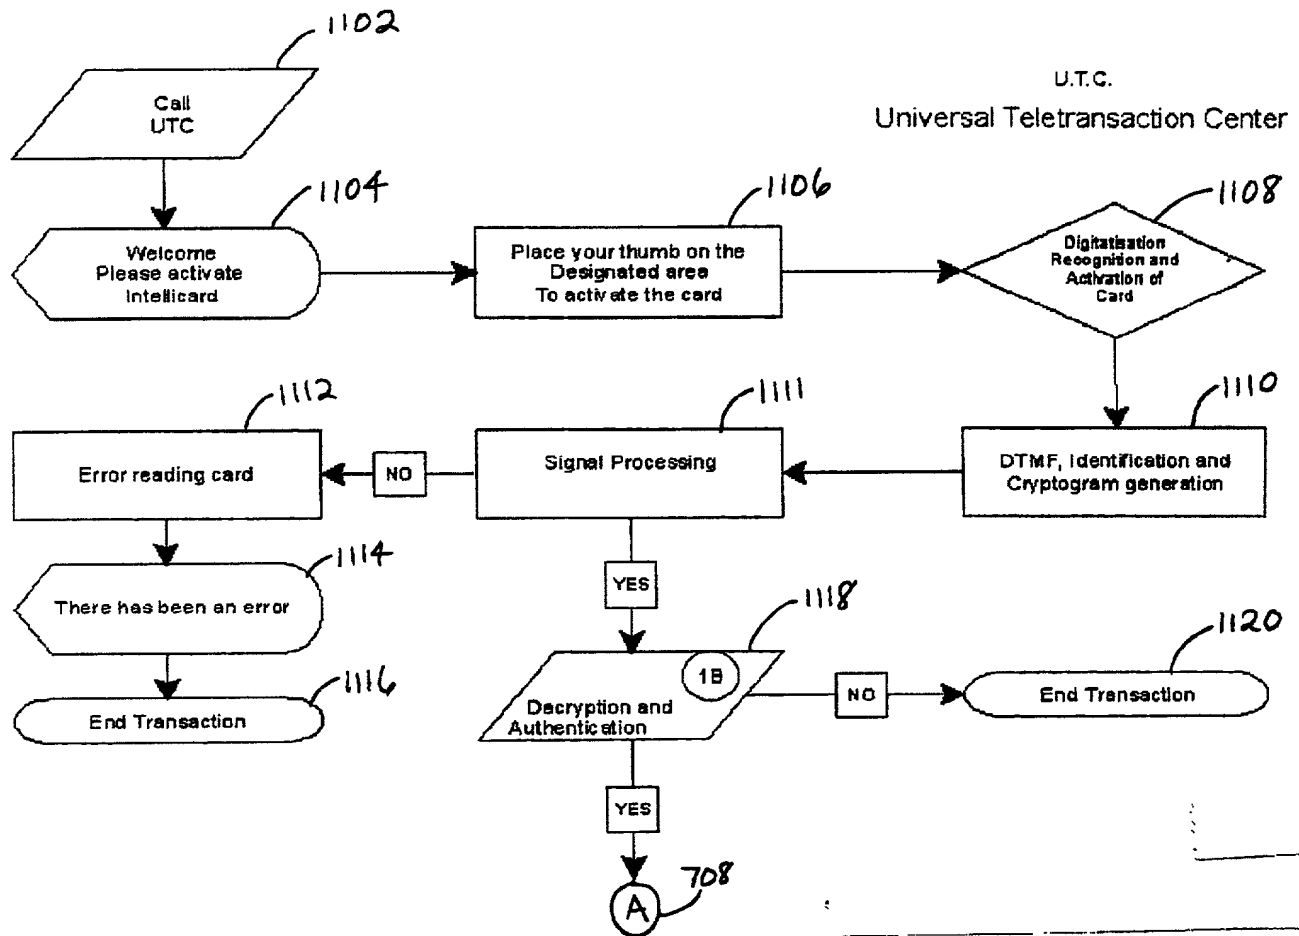 1102
Call
UTC
U.T.C.
Universal Teletransaction Center
1104
Welcome
Please activate
Intellicard
1106
Place your thumb on the
Designated area
To activate the card
1108
Digitatisation
Recognition and
Activation of
Card
1112
Error reading card
NO
1111
Signal Processing
1110
DTMF, Identification and
Cryptogram generation
1114
There has been an error
YES
1118
1B
Decryption and
Authentication
NO
1120
End Transaction
1116
End Transaction
YES
A
708